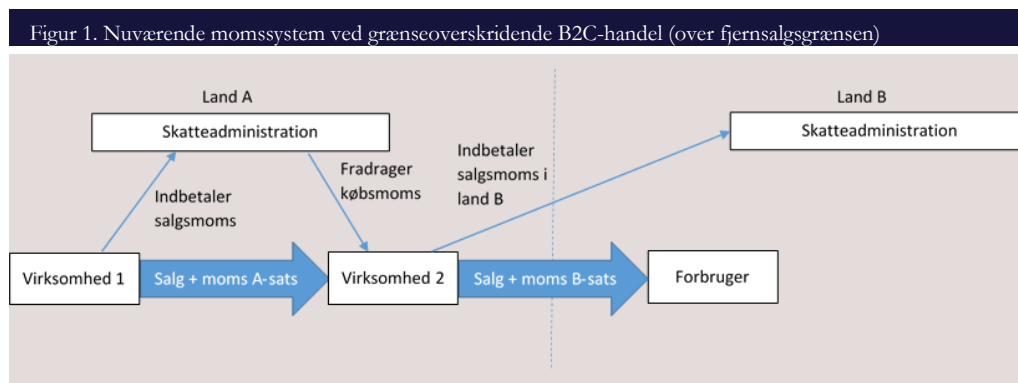 Figur 1. Nuværende momssystem ved grænseoverskridende B2C-handel (over fjernsalgsgrænsen)
Land A
Skatteadministration
Land B
Skatteadministration
Indbetaler
salgsmoms
Fradrager
købsmoms
Indbetaler
salgsmoms i
land B
Virksomhed 1
Salg + moms A-sats
Virksomhed 2
Salg + moms B-sats
Forbruger